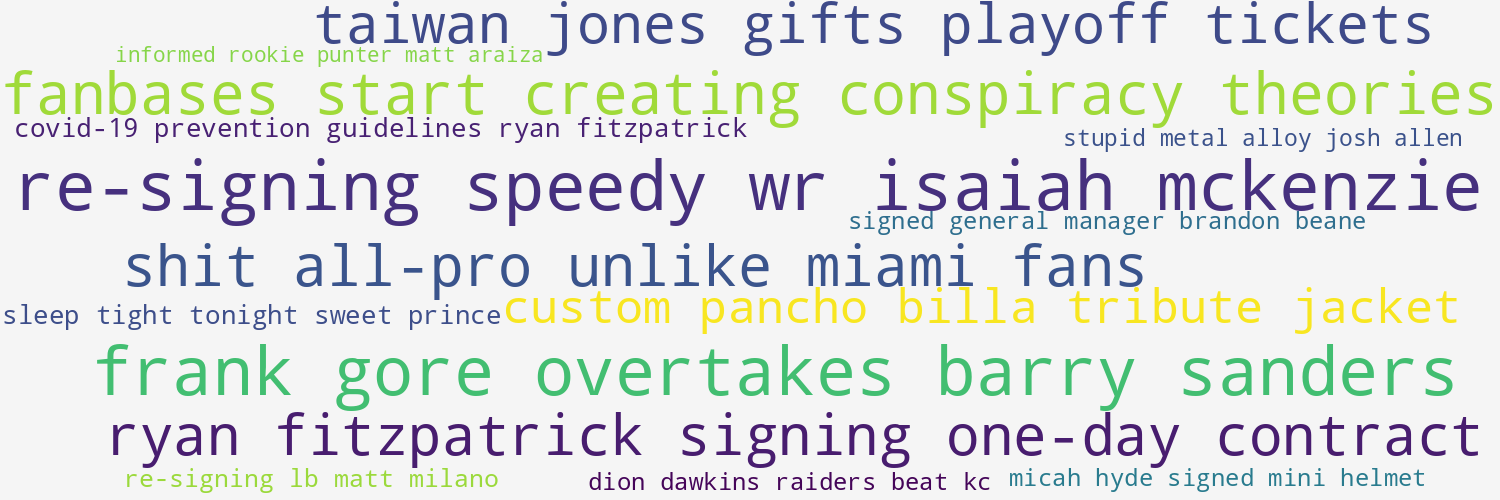 taiwan jones gifts playoff tickets
informed rookie punter matt araiza
fanbases start creating conspiracy theories
covid-19 prevention guidelines ryan fitzpatrick
stupid metal alloy josh allen
re-signing speedy wr isaiah mckenzie
signed general manager brandon beane
shit all-pro unlike miami fans
sleep tight tonight sweet prince
custom pancho billa tribute jacket
frank gore overtakes barry sanders
ryan fitzpatrick signing one-day contract
re-signing lb matt milano
dion dawkins raiders beat kc
micah hyde signed mini helmet